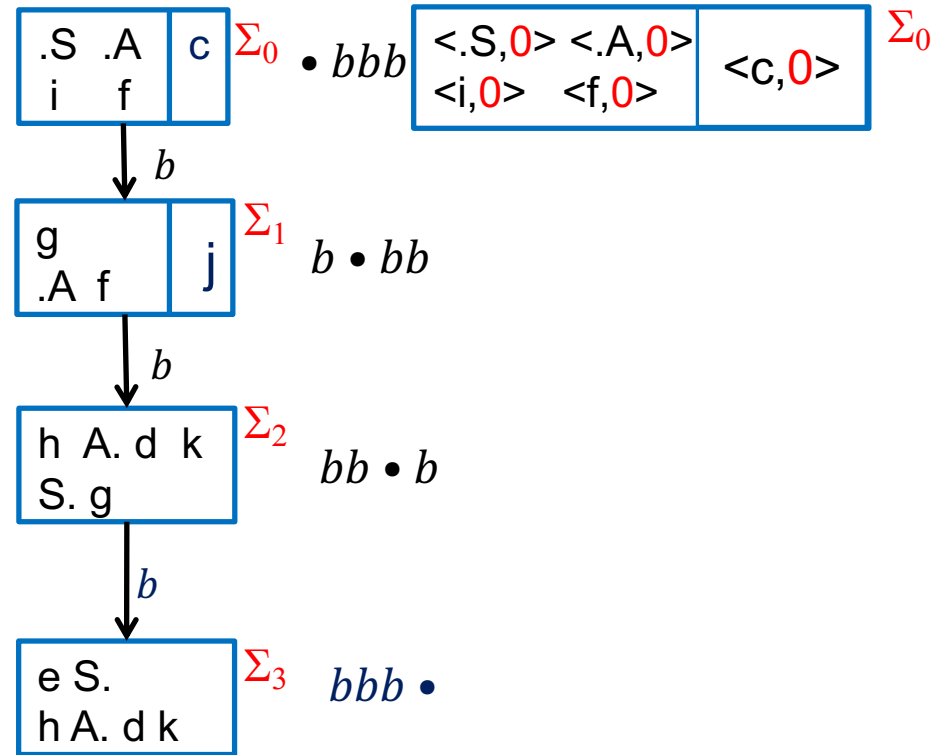 .S .A c Σ₀ • bbb <.S,0> <.A,0> <c,0> Σ₀
i f <i,0> <f,0>
b
g j Σ₁ b • bb
.A f
b
h A. d k Σ₂ bb • b
S. g
b
e S. Σ₃ bbb •
h A. d k